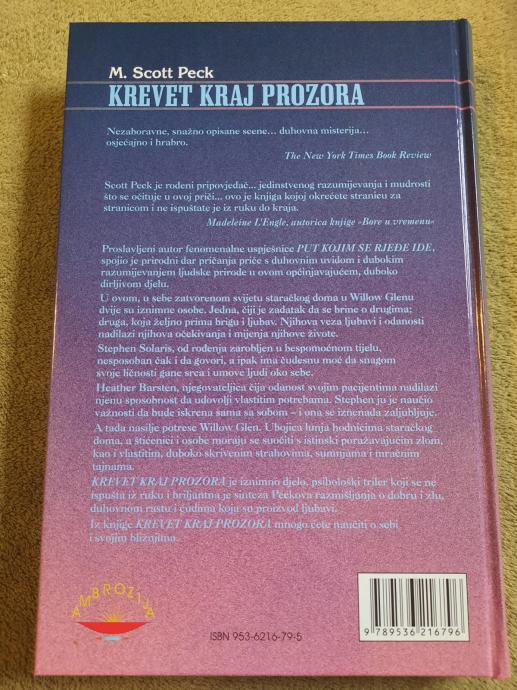 M. Scott Peck
KREVET KRAJ PROZORA
Nezaboravne, snažno opisane scene... duhovna misterija...
osjećajno i hrabro.
The New York Times Book Review
Scott Peck je rođeni pripovjedač... jedinstvenog razumijevanja i mudrosti
što se očituje u ovoj priči... ovo je knjiga kojoj okrećete stranicu za
stranicom i ne ispuštate je iz ruku do kraja.
Madeleine L'Engle, autorica knjige »Bore u vremenu«
Proslavljeni autor fenomenalne uspješnice PUT KOJIM SE RJEĐE IDE,
spojio je prirodni dar pričanja priče s duhovnim uvidom i dubokim
razumijevanjem ljudske prirode u ovom općinjavajućem, duboko
dirljivom djelu.
U ovom, u sebe zatvorenom svijetu staračkog doma u Willow Glenu
dvije su iznimne osobe. Jedna, čiji je zadatak da se brine o drugima;
druga, koja željno prima brigu i ljubav. Njihova veza ljubavi i odanosti
nadilazi njihova očekivanja i mijenja njihove živote.
Stephen Solaris, od rođenja zarobljen u bespomoćnom tijelu,
nesposoban čak i da govori, a ipak ima čudesnu moć da snagom
svoje ličnosti gane srca i umove ljudi oko sebe.
Heather Barsten, njegovateljica čija odanost svojim pacijentima nadilazi
njenu sposobnost da udovolji vlastitim potrebama. Stephen ju je naučio
važnosti da bude iskrena sama sa sobom – i ona se iznenada zaljubljuje.
A tada nasilje potrese Willow Glen. Ubojica lunja hodnicima staračkog
doma, a štićenici i osobe moraju se suočiti s istinski poražavajućim zlom,
kao i vlastitim, duboko skrivenim strahovima, sumnjama i mračnim
tajnama.
KREVET KRAJ PROZORA je iznimno djelo, psihološki triler koji se ne
ispušta iz ruku i briljantna je sinteza Peckova razmišljanja o dobru i zlu,
duhovnom rastu i čudima koja su proizvod ljubavi.
Iz knjige KREVET KRAJ PROZORA mnogo ćete naučiti o sebi
i svojim bližnjima.
AMBROZIJA
ISBN 953-6216-79-5
9 789536 216796